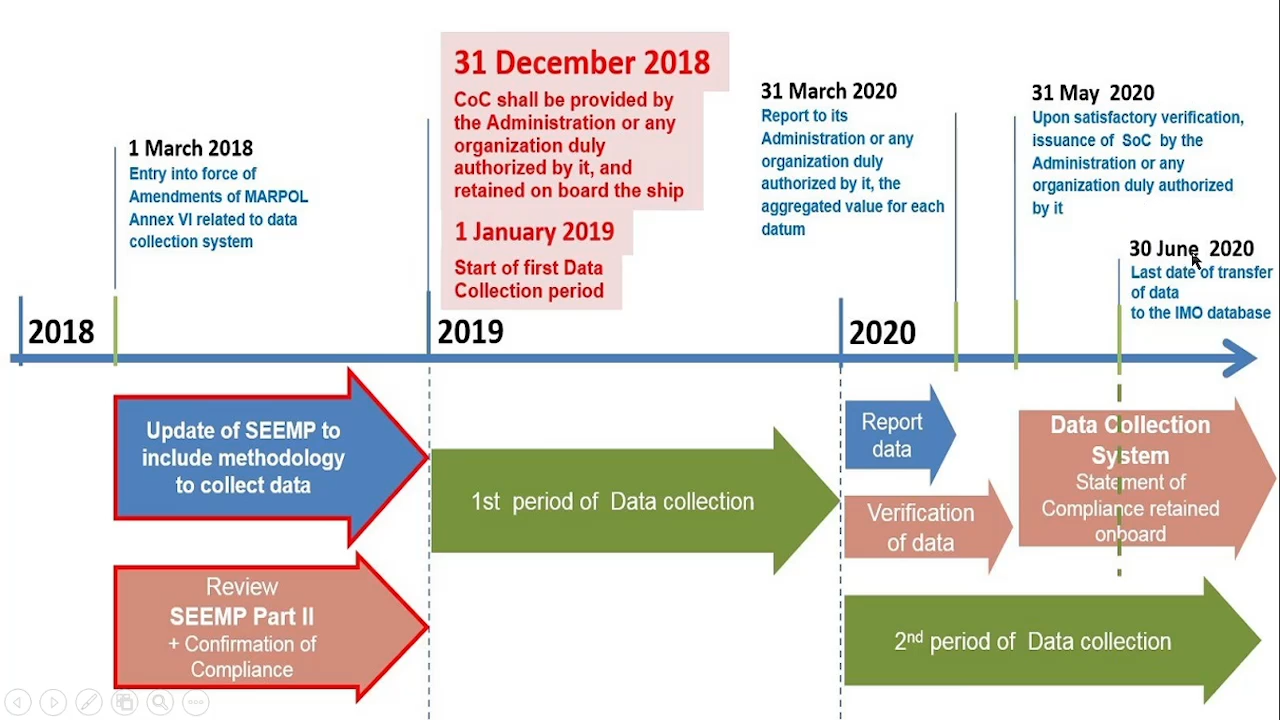 1 March 2018
Entry into force of
Amendments of MARPOL
Annex VI related to data
collection system
31 December 2018
CoC shall be provided by
the Administration or any
organization duly
authorized by it, and
retained on board the ship
1 January 2019
Start of first Data
Collection period
31 March 2020
Report to its
Administration or any
organization duly
authorized by it, the
aggregated value for each
datum
31 May 2020
Upon satisfactory verification,
issuance of SoC by the
Administration or any
organization duly authorized
by it
30 June 2020
Last date of transfer
of data
to the IMO database
2018
2019
2020
Update of SEEMP to
include methodology
to collect data
Review
SEEMP Part II
+ Confirmation of
Compliance
1st period of Data collection
Report
data
Verification
of data
Data Collection
System
Statement of
Compliance retained
onboard
2nd period of Data collection